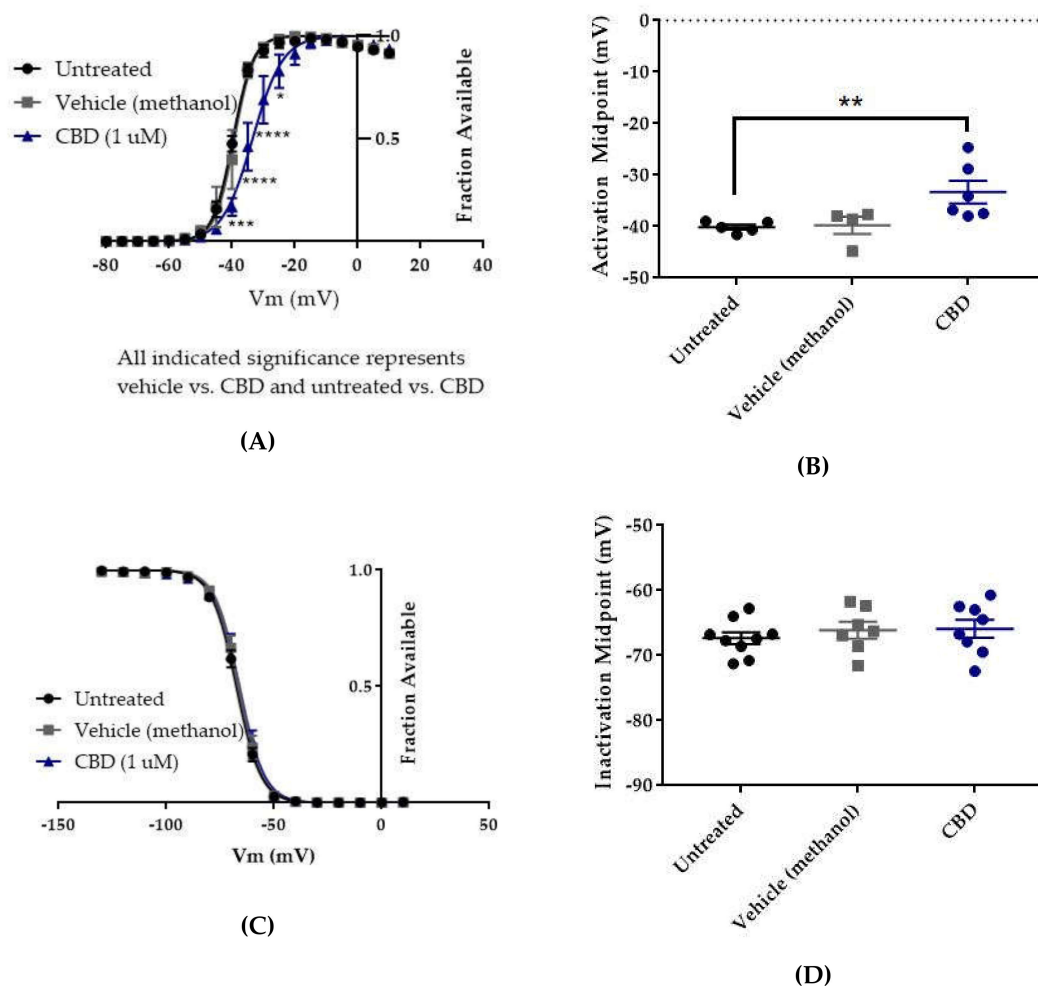 Untreated
Vehicle (methanol)
CBD (1 uM)
1.0
0.5
Fraction Available
*
****
****
***
-80 -60 -40 -20 0 20 40
Vm (mV)
All indicated significance represents
vehicle vs. CBD and untreated vs. CBD
(A)
Activation Midpoint (mV)
0
-10
-20
-30
-40
-50
**
Untreated
Vehicle (methanol)
CBD
(B)
1.0
0.5
Fraction Available
Untreated
Vehicle (methanol)
CBD (1 uM)
-150 -100 -50 0 50
Vm (mV)
(C)
Inactivation Midpoint (mV)
-50
-60
-70
-80
-90
Untreated
Vehicle (methanol)
CBD
(D)